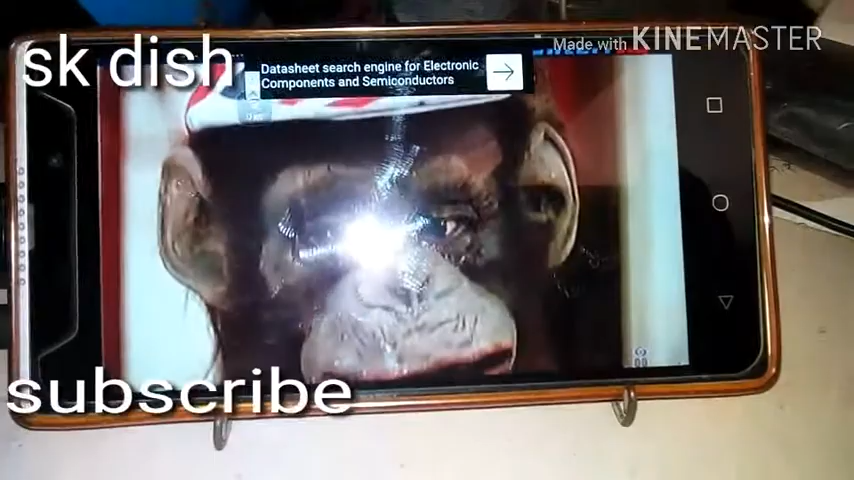 sk dish
Made with KINEMASTER
Datasheet search engine for Electronic
Components and Semiconductors
subscribe